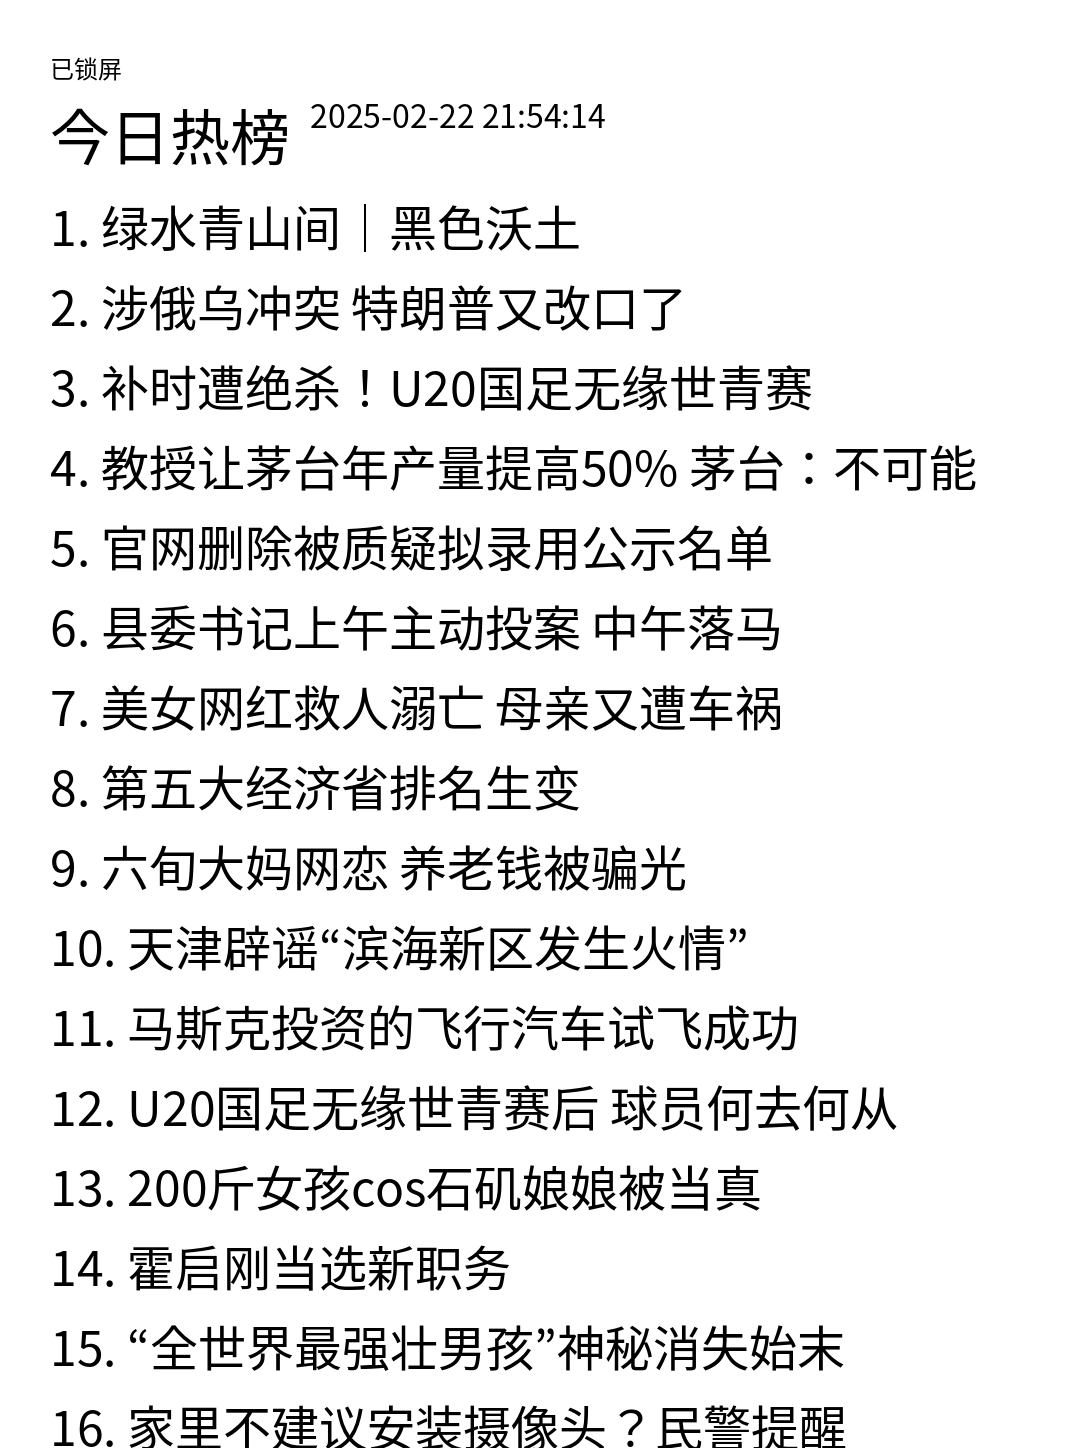 已锁屏
今日热榜 2025-02-22 21:54:14
1. 绿水青山间｜黑色沃土
2. 涉俄乌冲突 特朗普又改口了
3. 补时遭绝杀！U20国足无缘世青赛
4. 教授让茅台年产量提高50% 茅台：不可能
5. 官网删除被质疑拟录用公示名单
6. 县委书记上午主动投案 中午落马
7. 美女网红救人溺亡 母亲又遭车祸
8. 第五大经济省排名生变
9. 六旬大妈网恋 养老钱被骗光
10. 天津辟谣“滨海新区发生火情”
11. 马斯克投资的飞行汽车试飞成功
12. U20国足无缘世青赛后 球员何去何从
13. 200斤女孩cos石矶娘娘被当真
14. 霍启刚当选新职务
15. “全世界最强壮男孩”神秘消失始末
16. 家里不建议安装摄像头？民警提醒